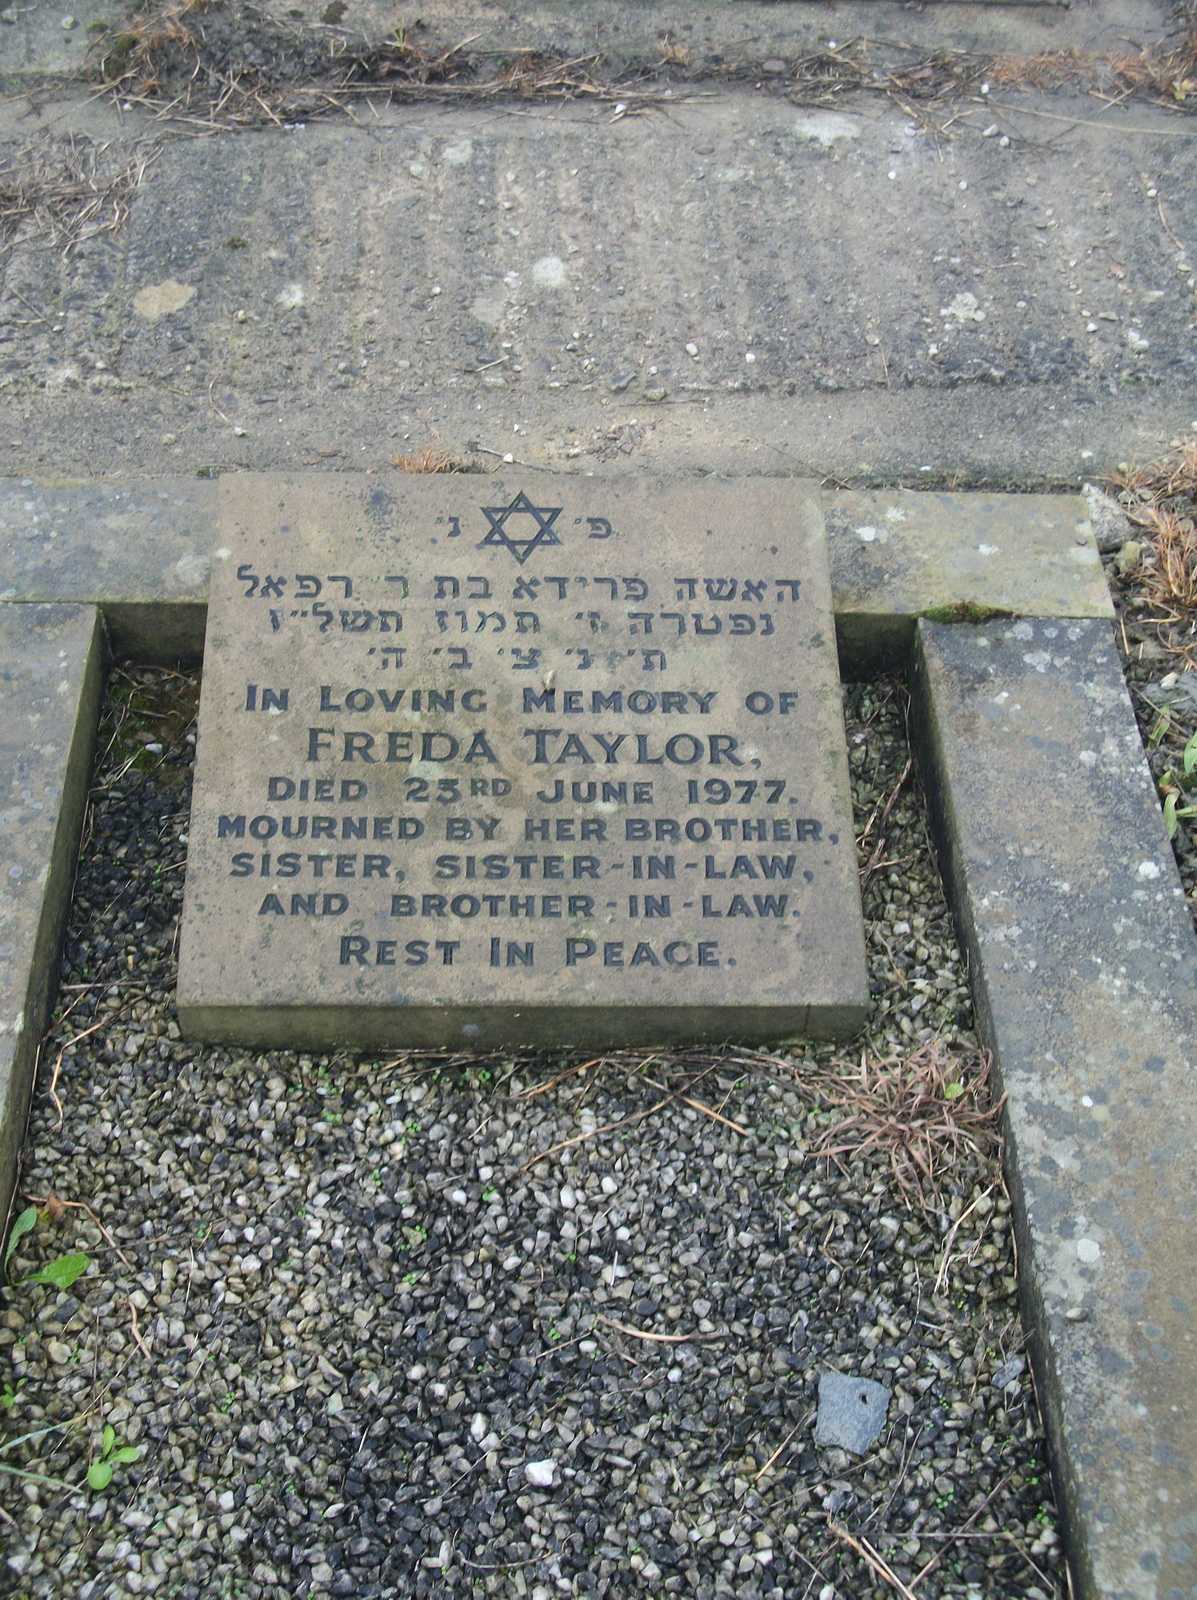 פ׳ נ׳
האשה פרידא בת ר׳ רפאל
נפטרה ז׳ תמוז תשל״ז
ת׳ נ׳ צ׳ ב׳ ה׳
IN LOVING MEMORY OF
FREDA TAYLOR,
DIED 23RD JUNE 1977.
MOURNED BY HER BROTHER,
SISTER, SISTER-IN-LAW,
AND BROTHER-IN-LAW.
REST IN PEACE.